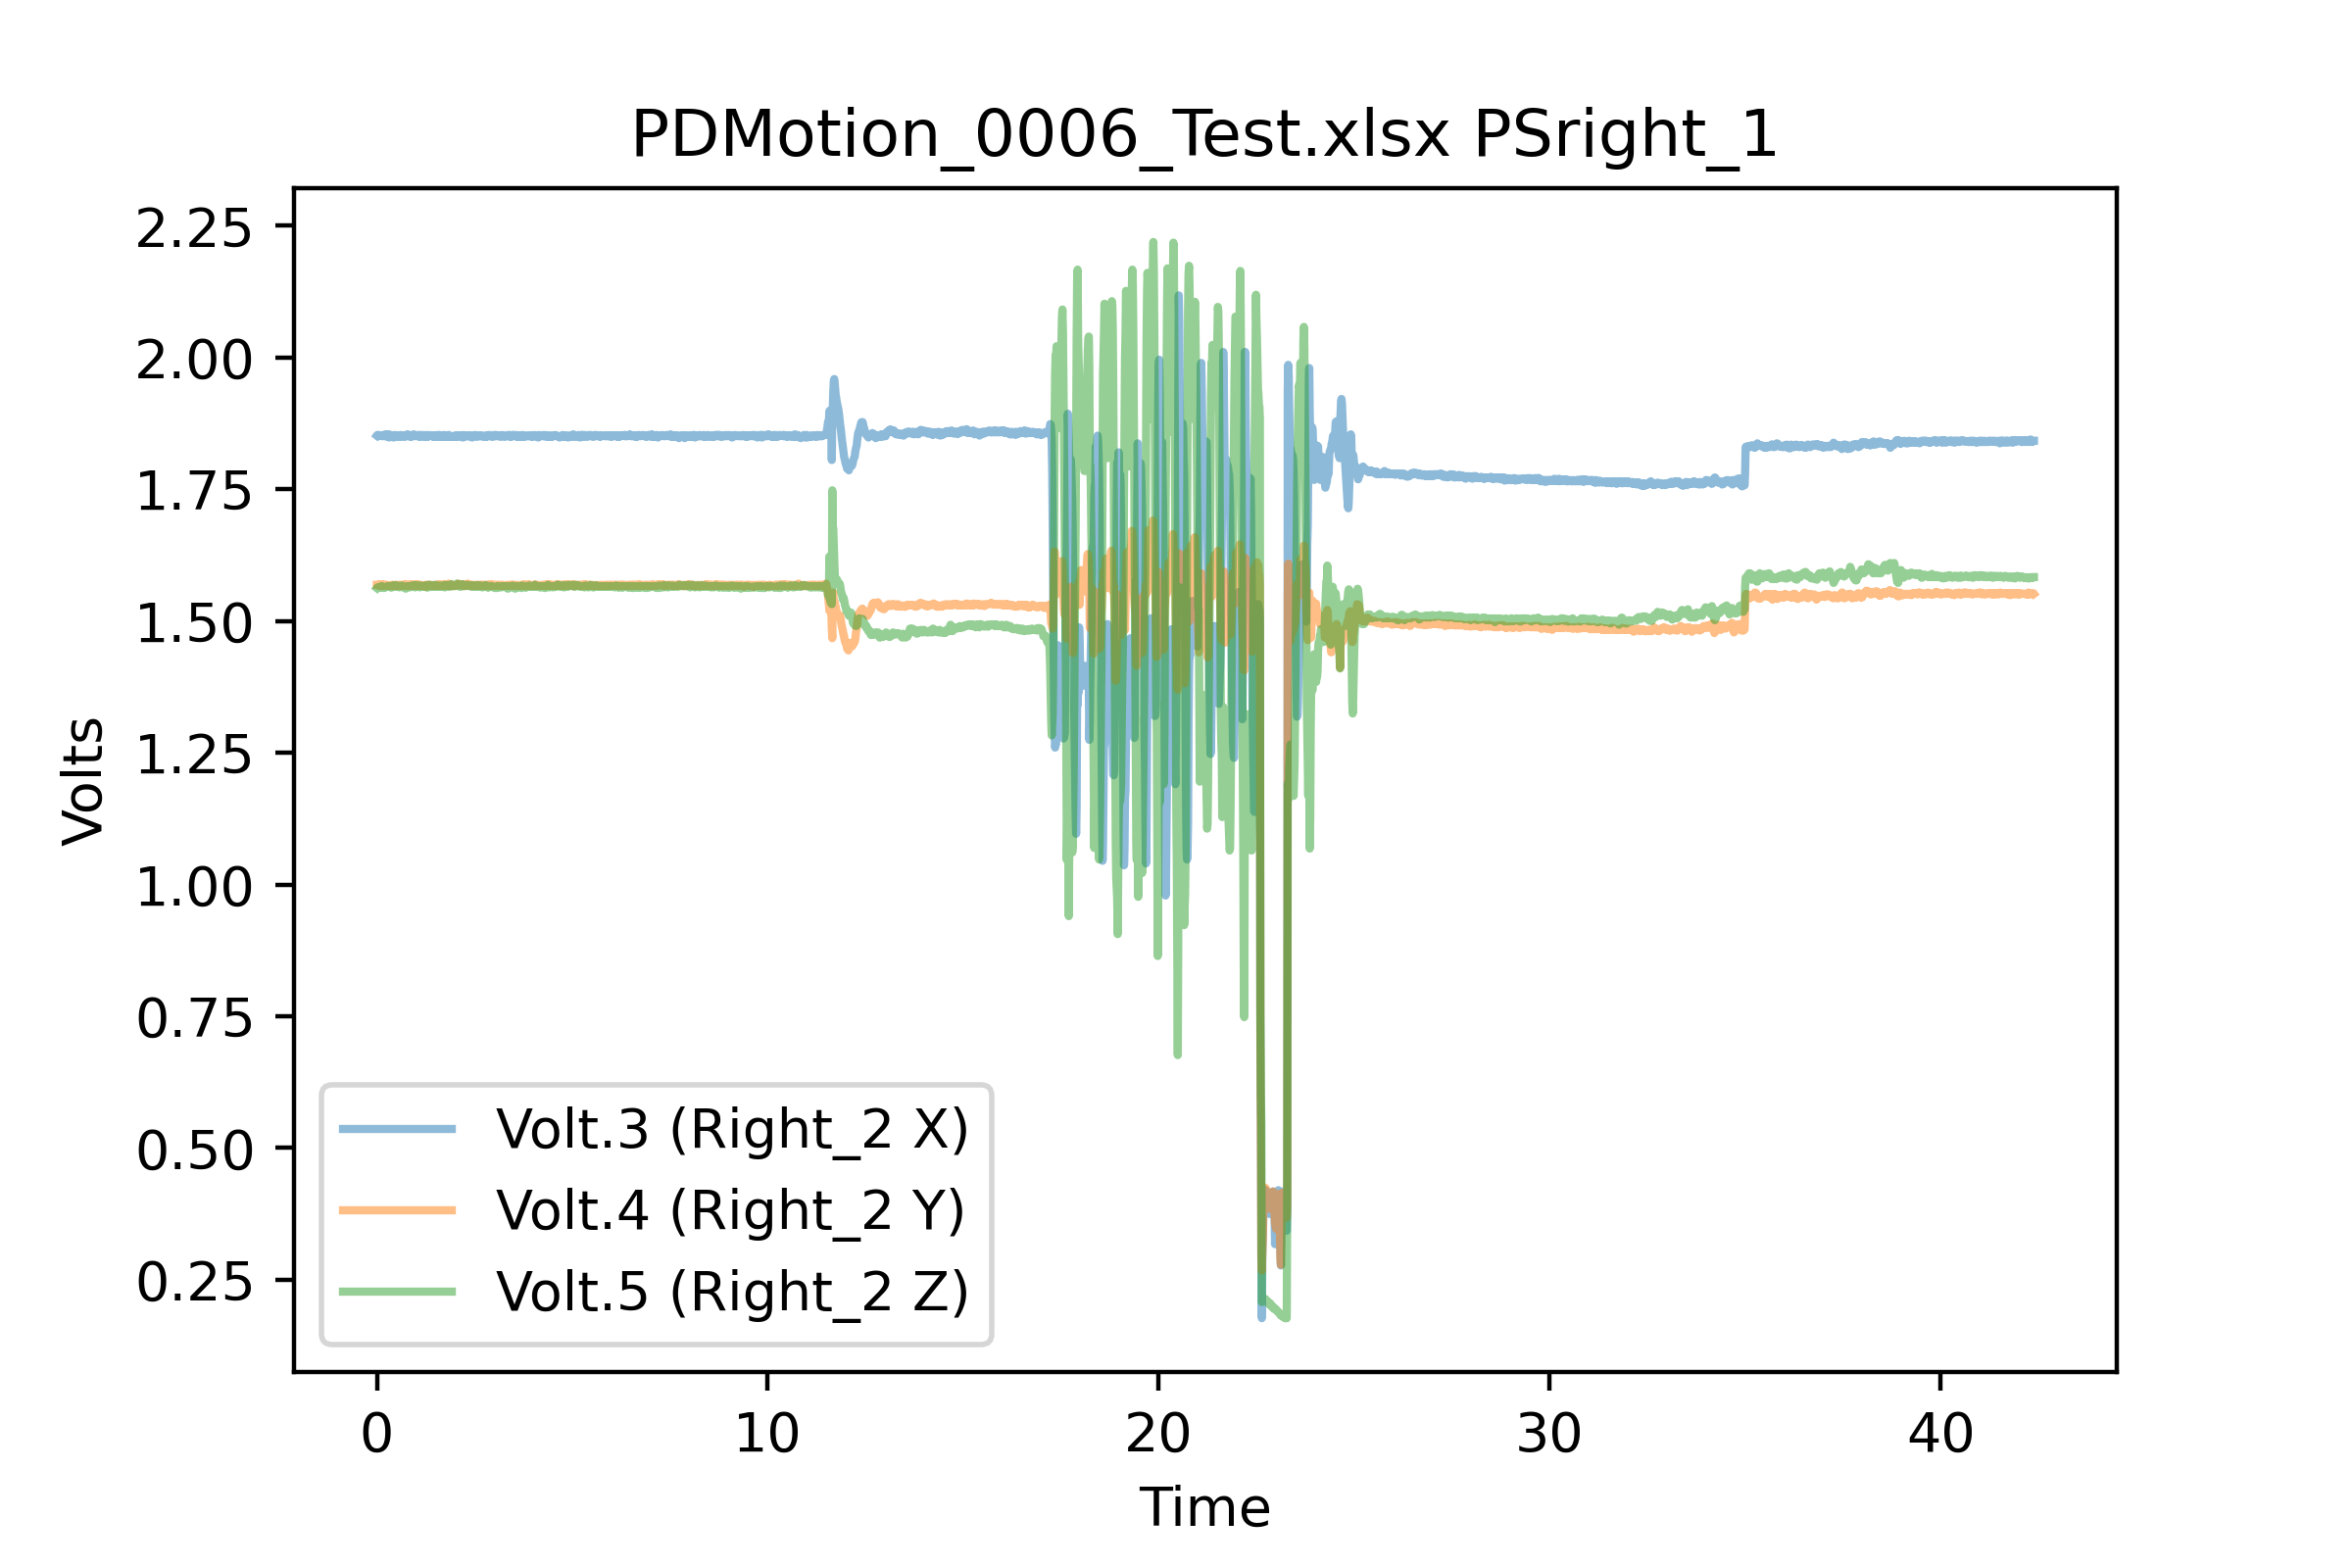 PDMotion_0006_Test.xlsx PSright_1
Volts
2.25
2.00
1.75
1.50
1.25
1.00
0.75
0.50
0.25
Volt.3 (Right_2 X)
Volt.4 (Right_2 Y)
Volt.5 (Right_2 Z)
0 10 20 30 40
Time